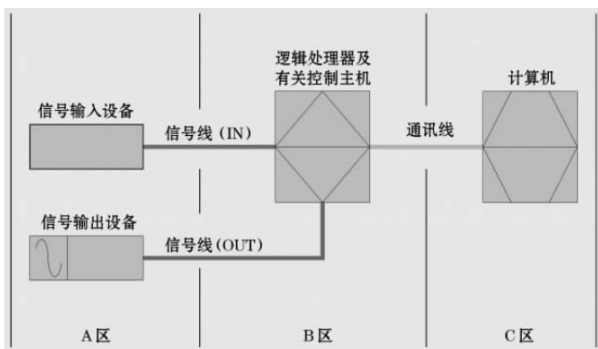 逻辑处理器及
有关控制主机
计算机
信号输入设备
信号线（IN）
通讯线
信号输出设备
信号线（OUT）
A区
B区
C区